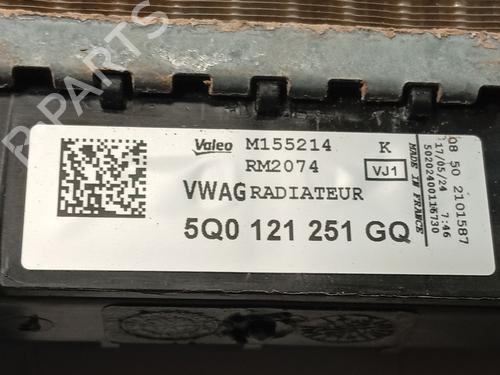 Valeo M155214 K
RM2074 VJ1
VWAG RADIATEUR
5Q0 121 251 GQ
08 50 2101587
17/05/24 7:46
502024001116730
MADE IN FRANCE
B-PARTS